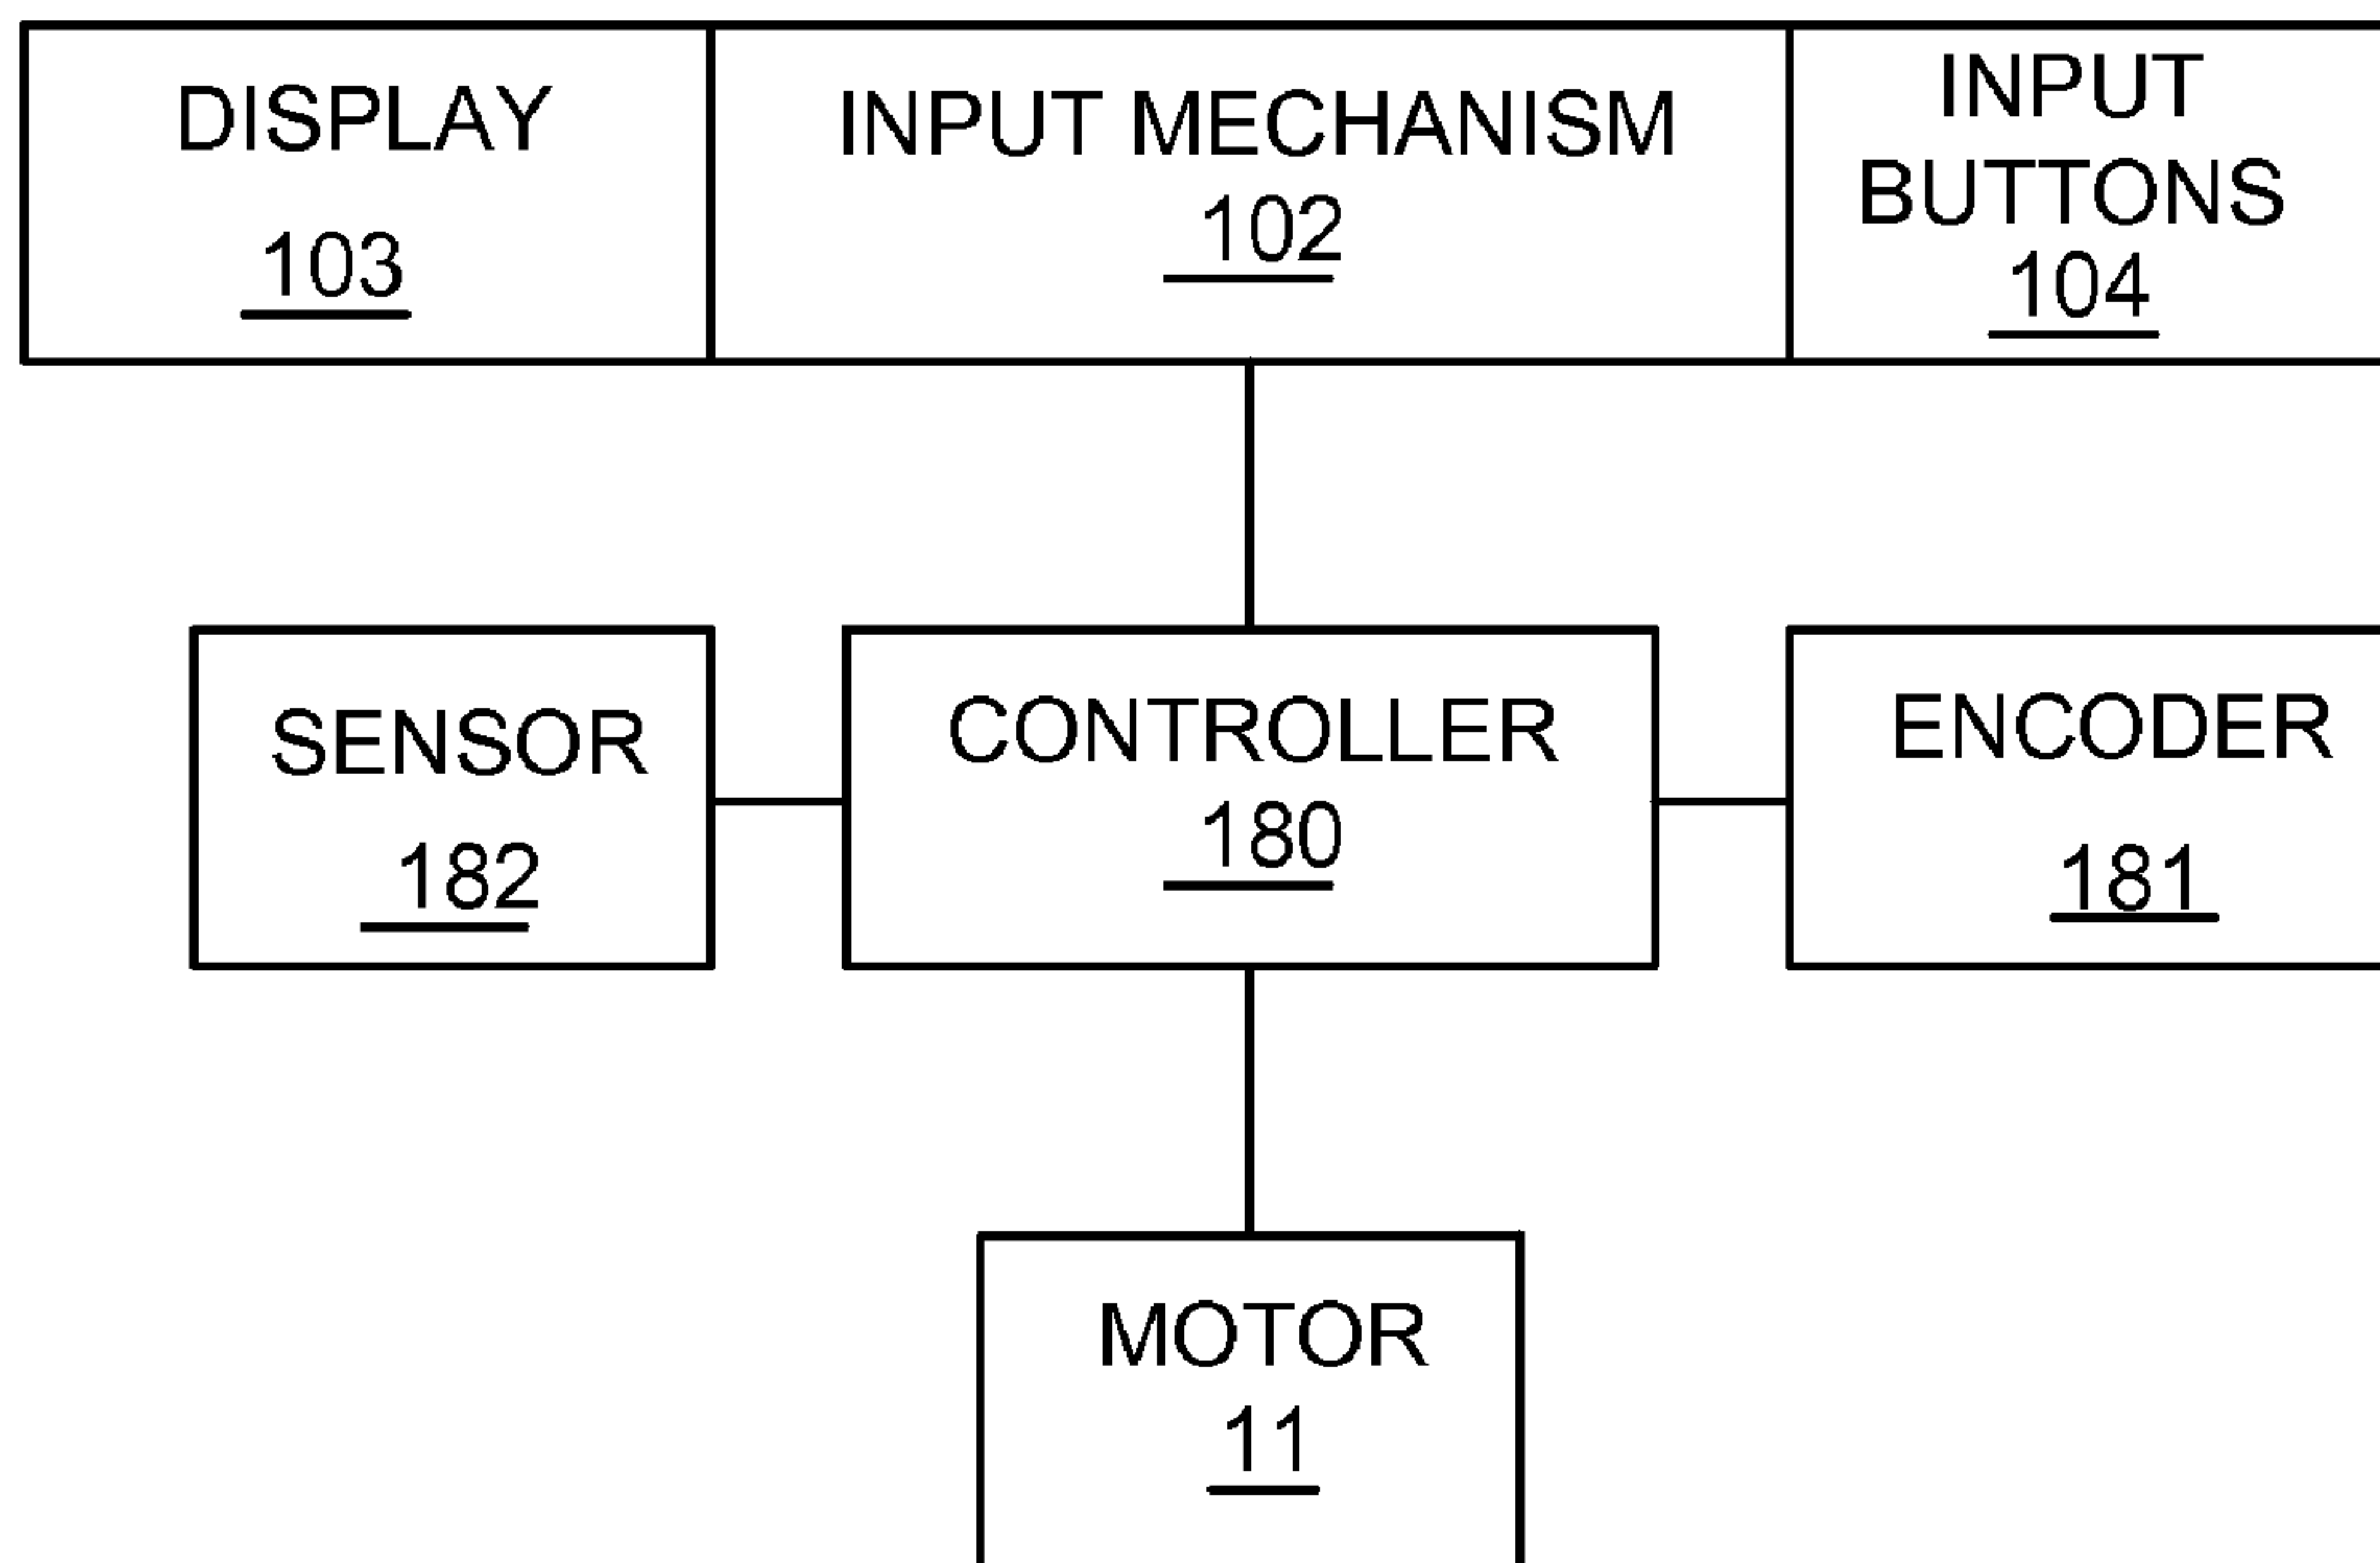 DISPLAY
103
INPUT MECHANISM
102
INPUT
BUTTONS
104
SENSOR
182
CONTROLLER
180
ENCODER
181
MOTOR
11